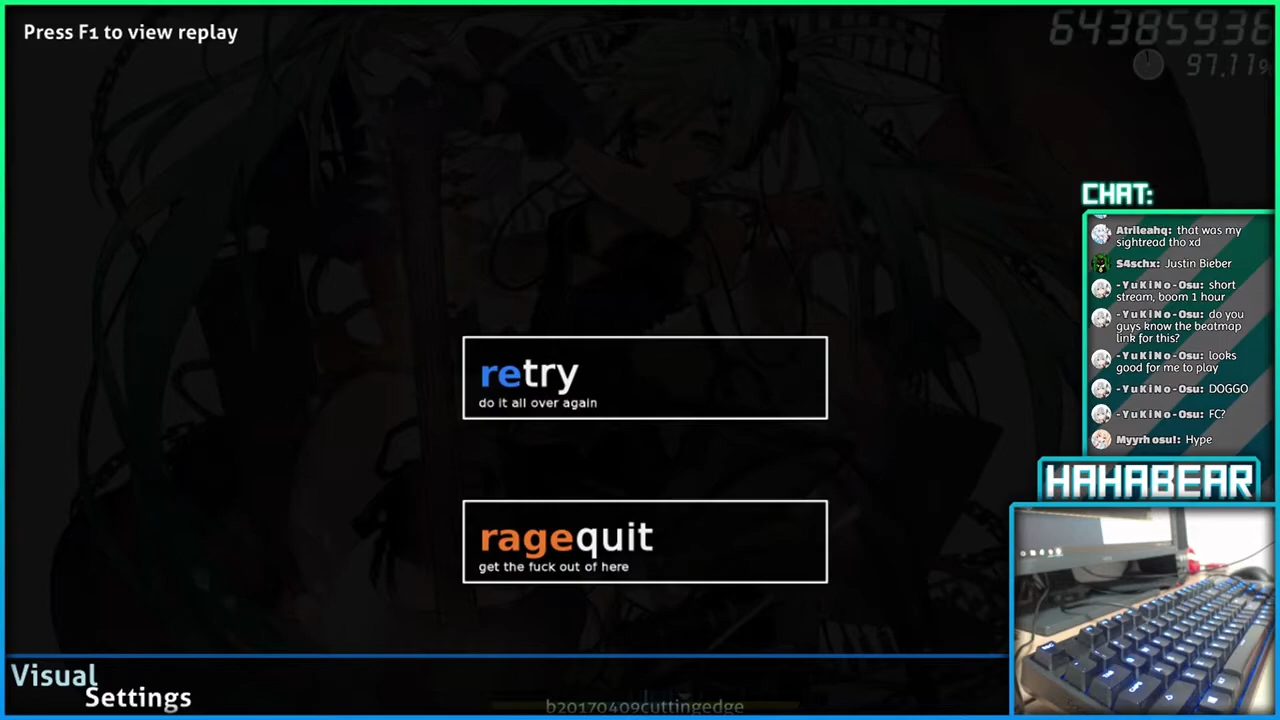 Press F1 to view replay
64385936
97.11%
CHAT:
Atrileahq: that was my
sightread tho xd
S4schx: Justin Bieber
-YuKiNo-Osu: short
stream, boom 1 hour
-YuKiNo-Osu: do you
guys know the beatmap
link for this?
-YuKiNo-Osu: looks
good for me to play
-YuKiNo-Osu: DOGGO
-YuKiNo-Osu: FC?
Myyrh osu!: Hype
HAHABEAR
retry
do it all over again
ragequit
get the fuck out of here
Visual
Settings
b20170409cuttingedge